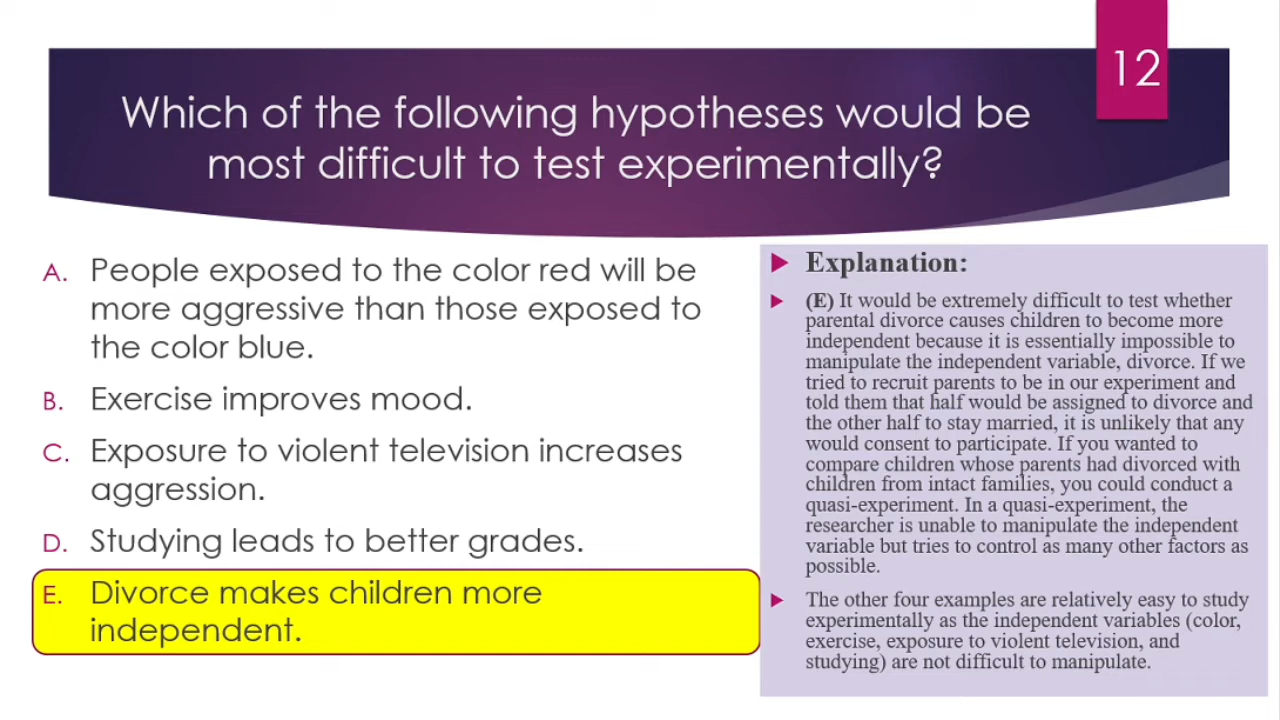 12
Which of the following hypotheses would be
most difficult to test experimentally?
A. People exposed to the color red will be
more aggressive than those exposed to
the color blue.
B. Exercise improves mood.
C. Exposure to violent television increases
aggression.
D. Studying leads to better grades.
E. Divorce makes children more
independent.
Explanation:
(E) It would be extremely difficult to test whether
parental divorce causes children to become more
independent because it is essentially impossible to
manipulate the independent variable, divorce. If we
tried to recruit parents to be in our experiment and
told them that half would be assigned to divorce and
the other half to stay married, it is unlikely that any
would consent to participate. If you wanted to
compare children whose parents had divorced with
children from intact families, you could conduct a
quasi-experiment. In a quasi-experiment, the
researcher is unable to manipulate the independent
variable but tries to control as many other factors as
possible.
The other four examples are relatively easy to study
experimentally as the independent variables (color,
exercise, exposure to violent television, and
studying) are not difficult to manipulate.